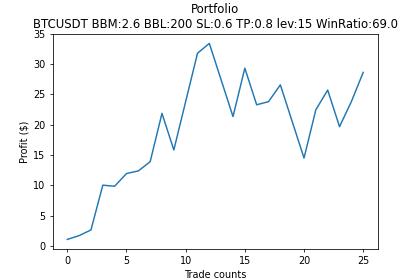 Portfolio
BTCUSDT BBM:2.6 BBL:200 SL:0.6 TP:0.8 lev:15 WinRatio:69.0
35
30
25
20
15
10
5
0
Profit ($)
0 5 10 15 20 25
Trade counts